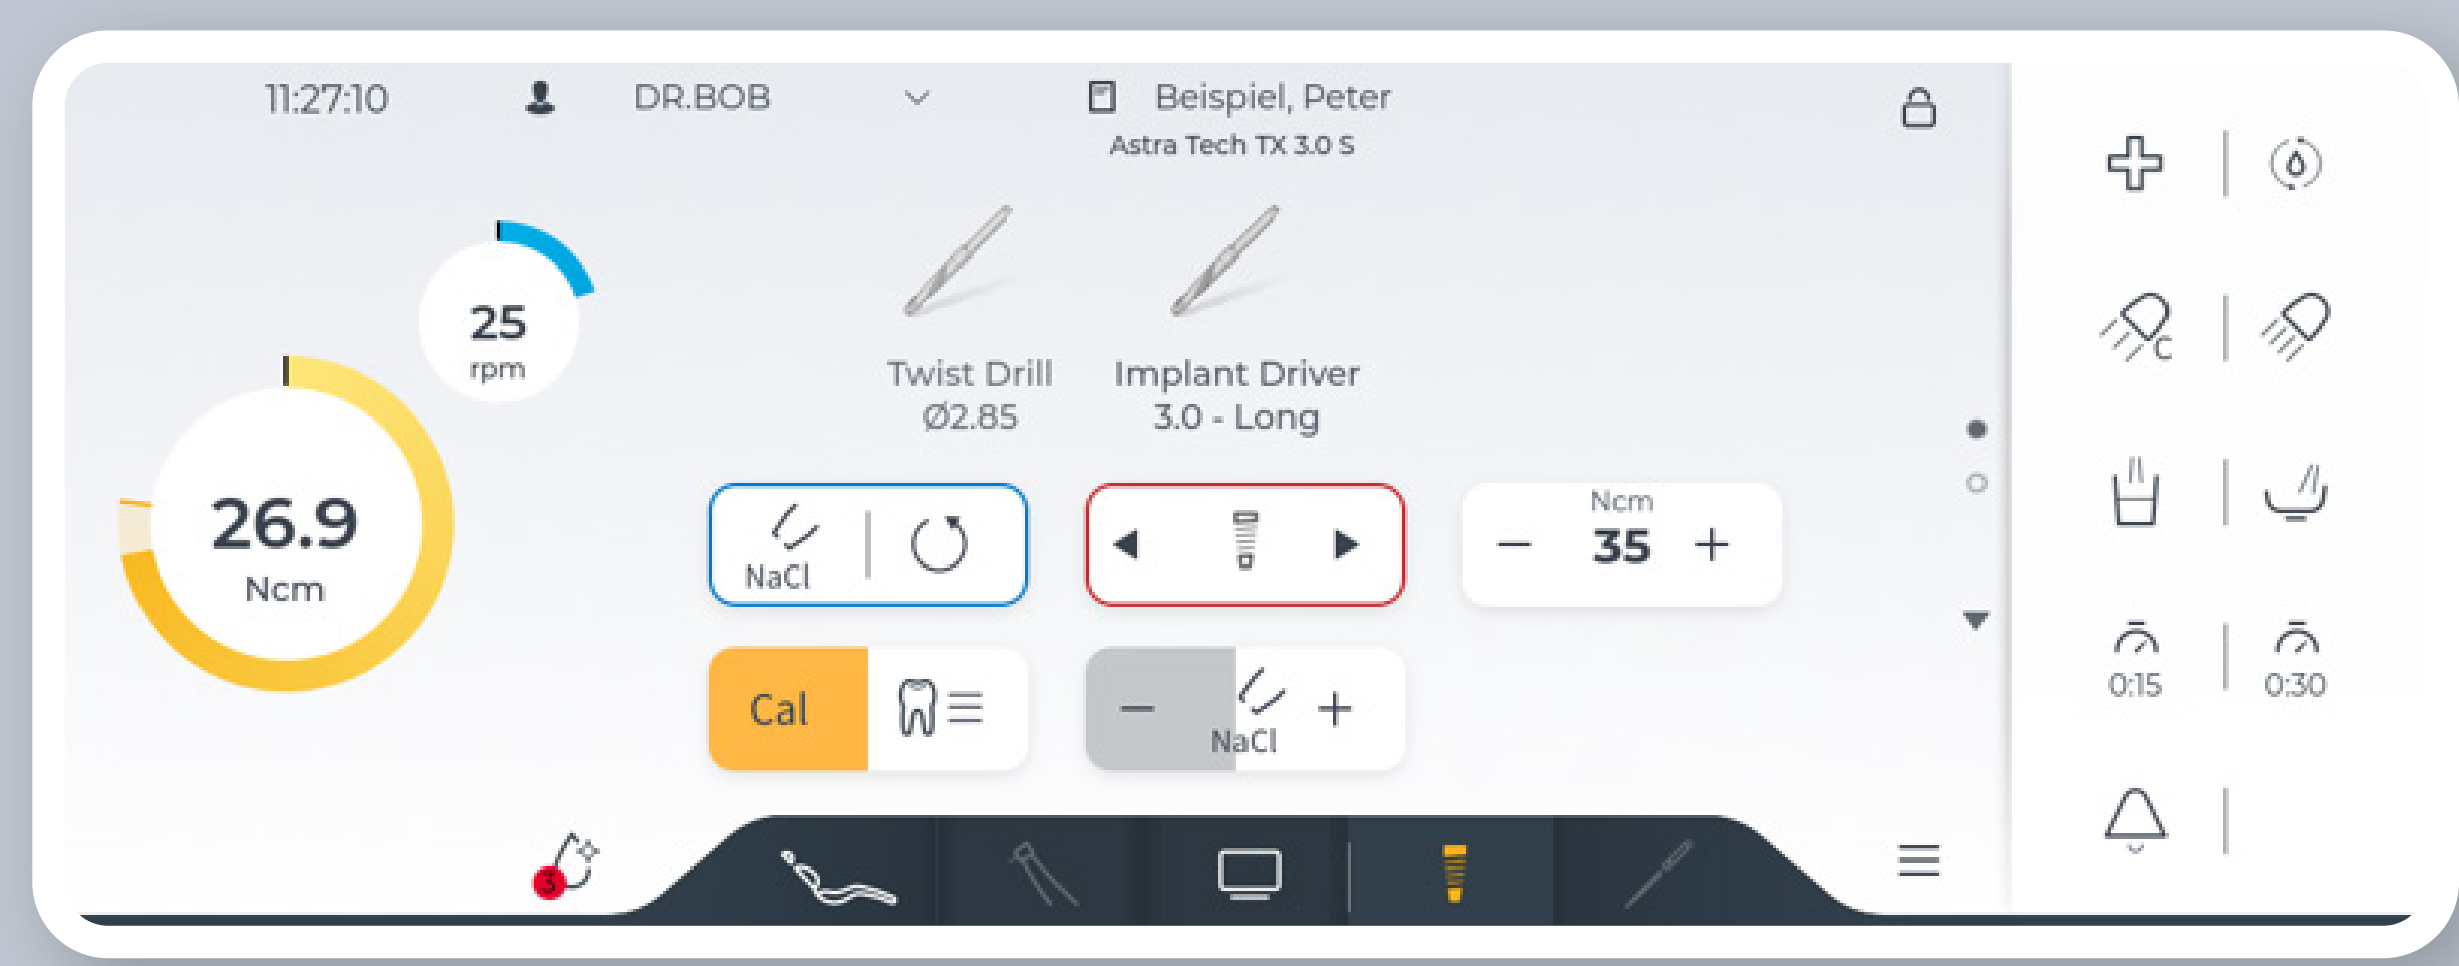 11:27:10
DR.BOB
Beispiel, Peter
Astra Tech TX 3.0 S
25
rpm
26.9
Ncm
Twist Drill
Ø2.85
Implant Driver
3.0 - Long
NaCl
Ncm
35
Cal
NaCl
C
0:15
0:30
3